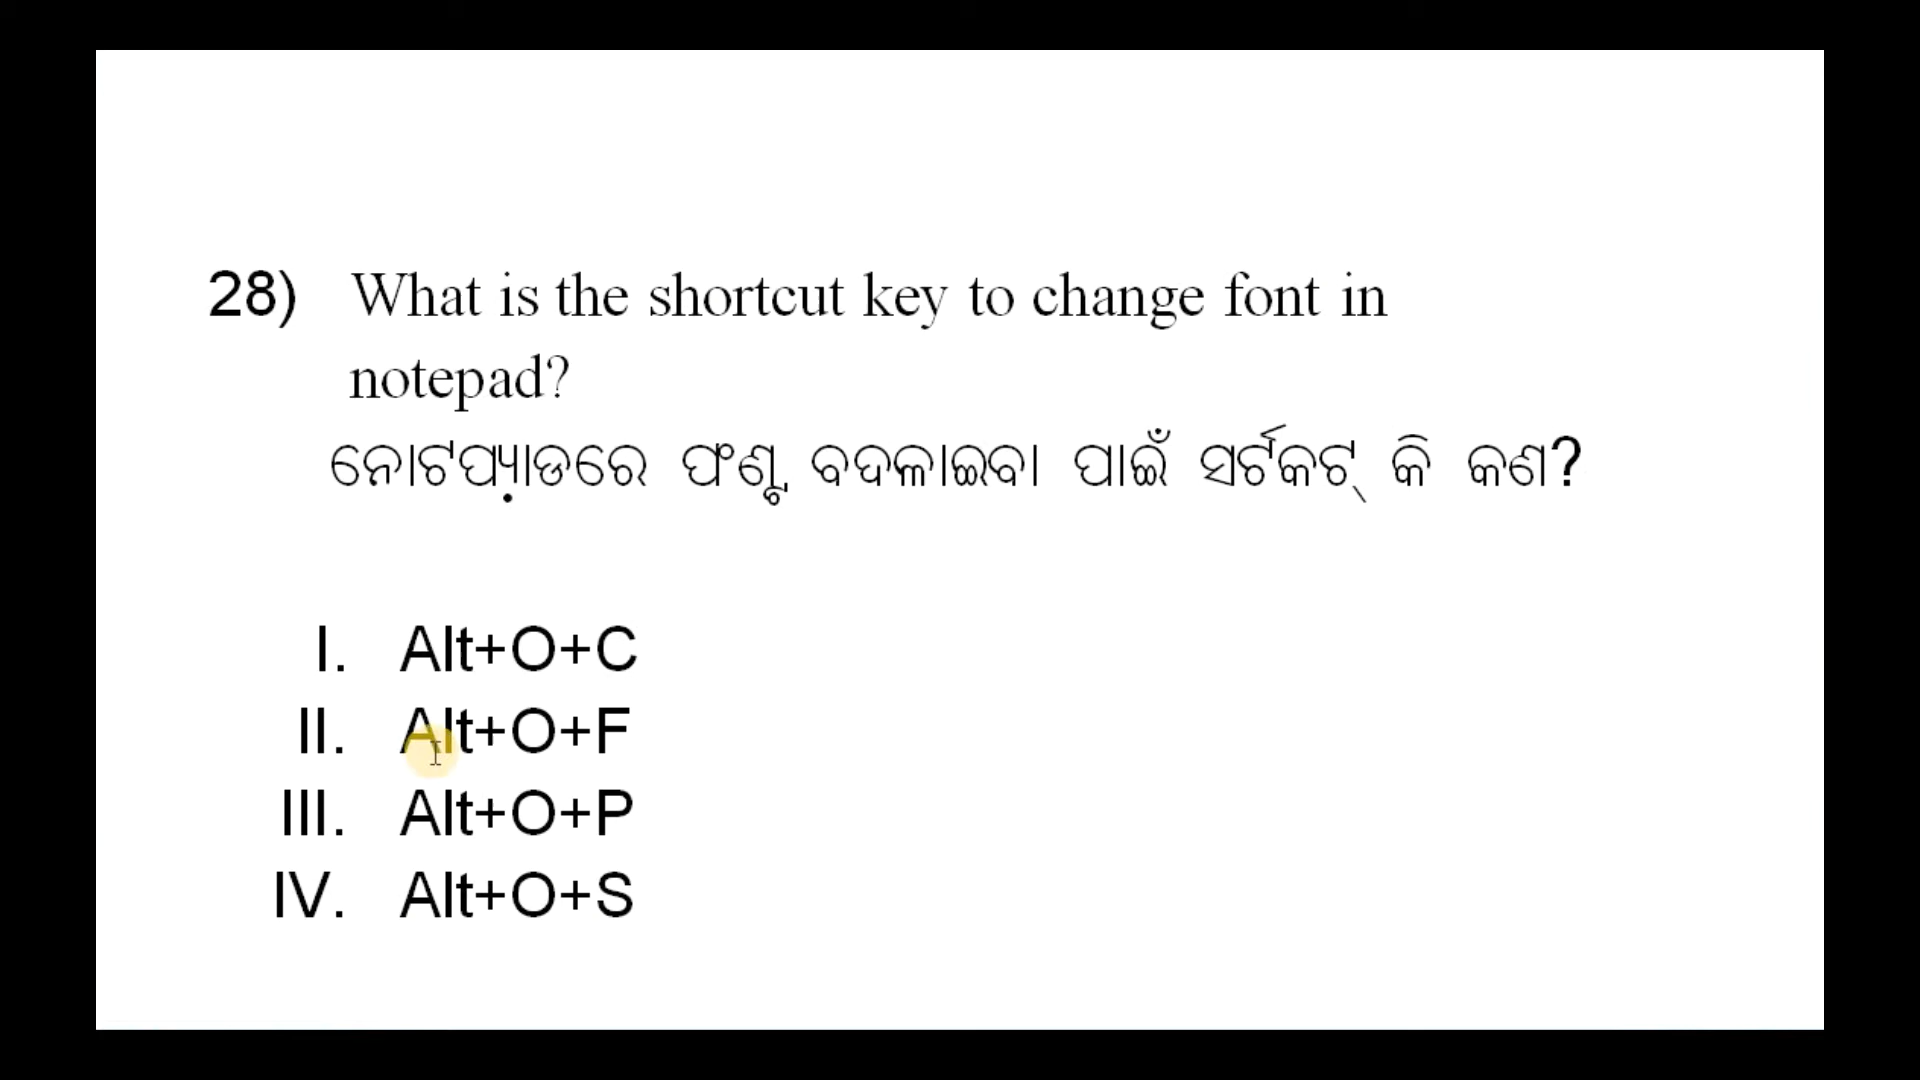 28) What is the shortcut key to change font in
notepad?
ନୋଟପ୍ୟାଡରେ ଫଂଣ୍ଟ ବଦଳାଇବା ପାଇଁ ସର୍ଟକଟ୍ କି କଣ?
I. Alt+O+C
II. Alt+O+F
III. Alt+O+P
IV. Alt+O+S